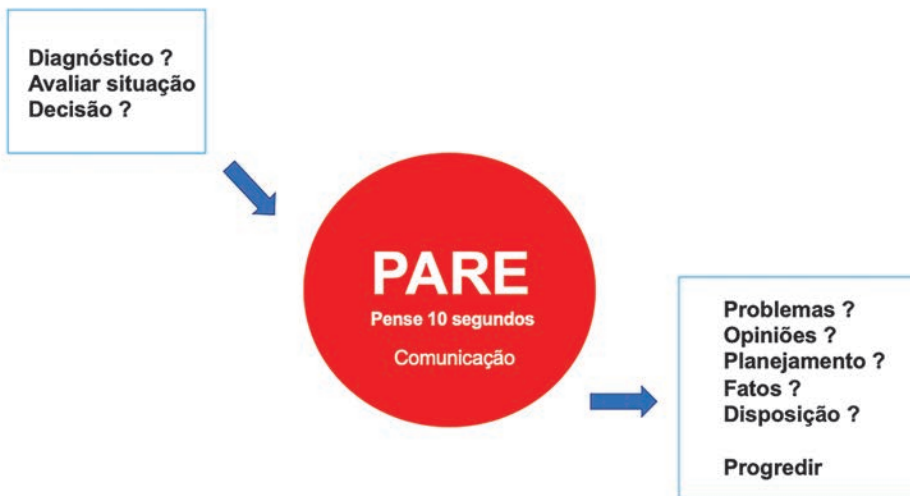 Diagnóstico ?
Avaliar situação
Decisão ?
PARE
Pense 10 segundos
Comunicação
Problemas ?
Opiniões ?
Planejamento ?
Fatos ?
Disposição ?
Progredir